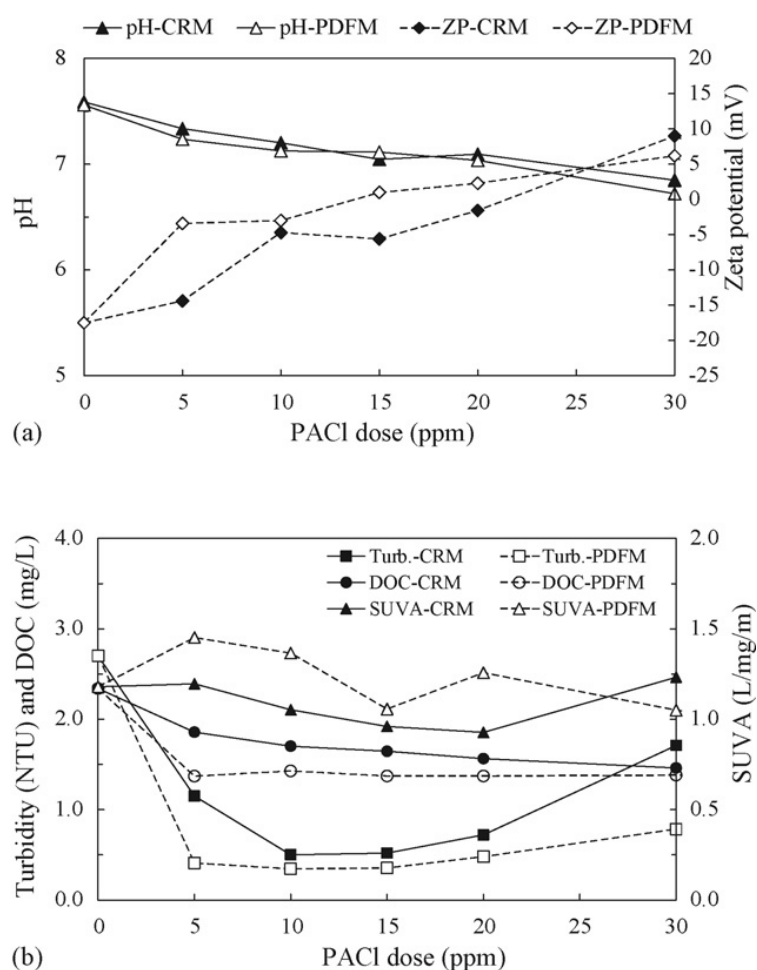 pH-CRM pH-PDFM ZP-CRM ZP-PDFM
8 20
15
10
7 5
0
-5
6 -10
-15
-20
5 -25
pH
Zeta potential (mV)
0 5 10 15 20 25 30
(a) PACl dose (ppm)
4.0 2.0
Turb.-CRM Turb.-PDFM
DOC-CRM DOC-PDFM
SUVA-CRM SUVA-PDFM
3.0 1.5
2.0 1.0
1.0 0.5
0.0 0.0
Turbidity (NTU) and DOC (mg/L)
SUVA (L/mg/m)
0 5 10 15 20 25 30
(b) PACl dose (ppm)